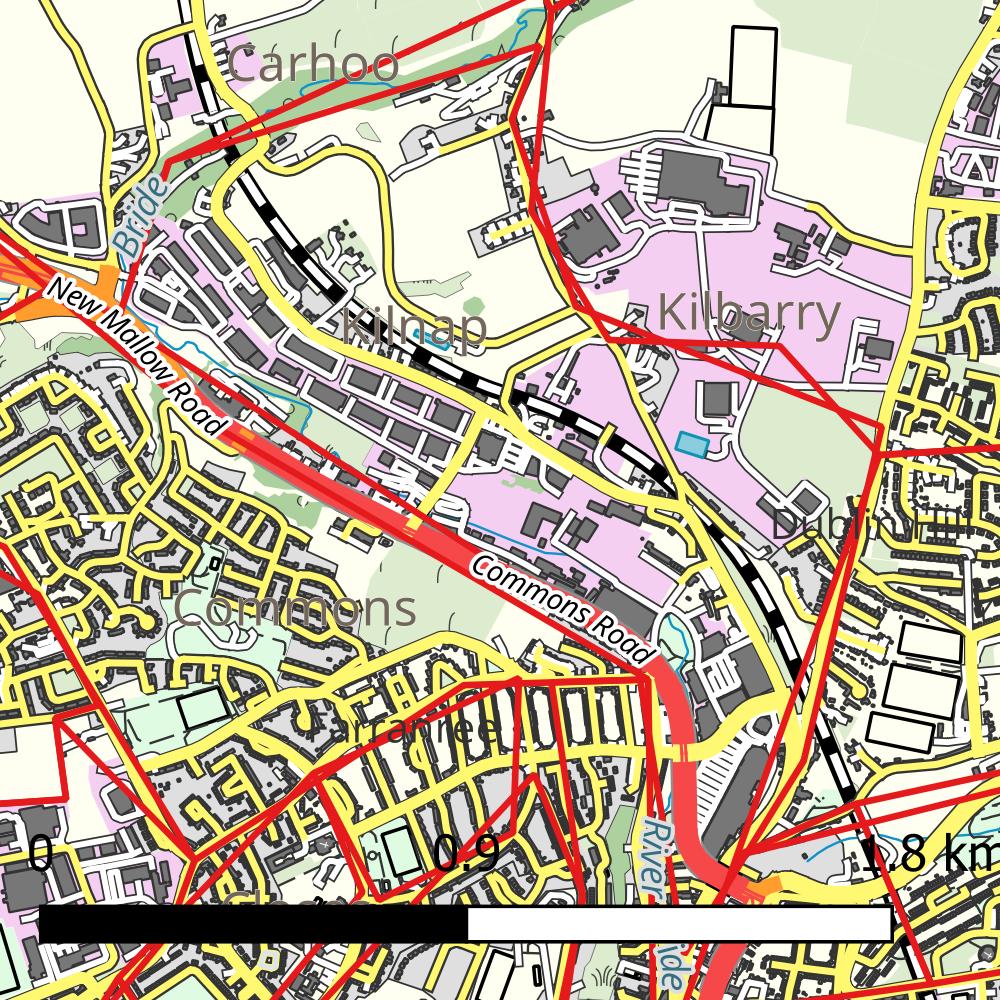 Carhoo
Bride
New Mallow Road
Kilnap
Kilbarry
Dublin Hill
Commons
Commons Road
Farranree
River
0
0.9
1.8 km